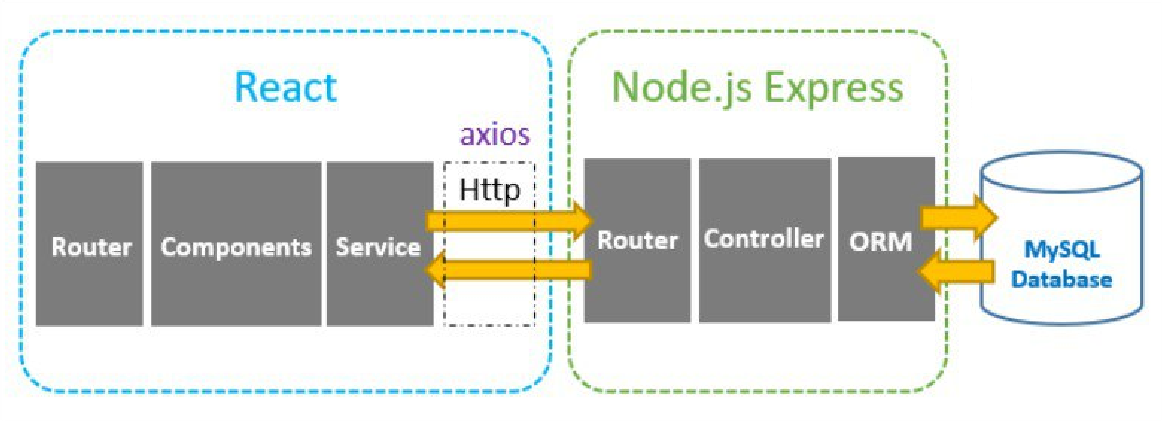 React
Node.js Express
axios
Http
Router
Components
Service
Router
Controller
ORM
MySQL
Database